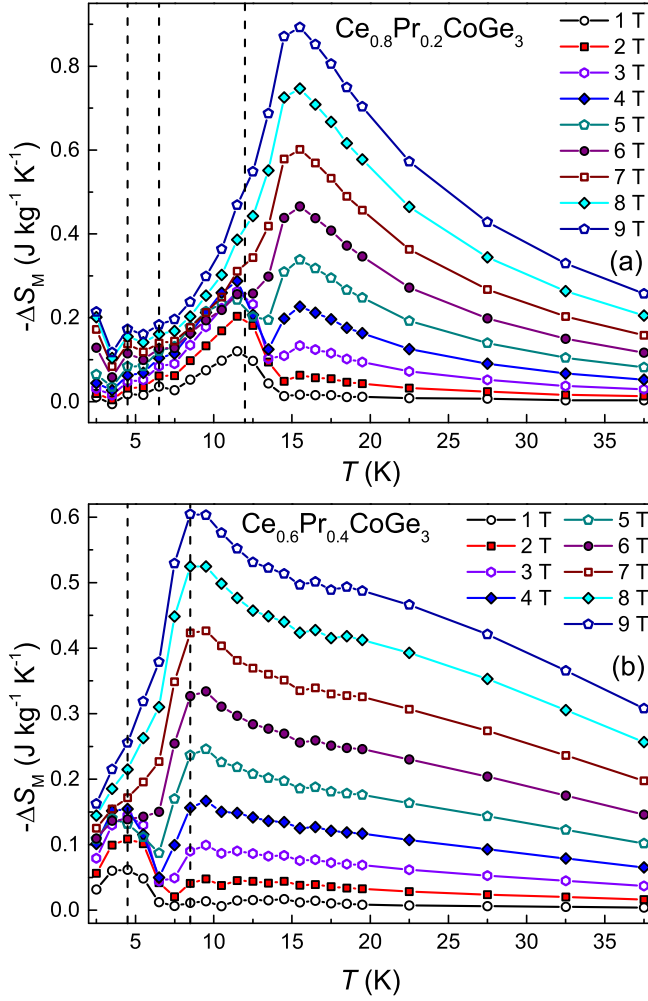 Ce0.8Pr0.2CoGe3
1 T
2 T
3 T
4 T
5 T
6 T
7 T
8 T
9 T
(a)
0.8
0.6
0.4
0.2
0.0
-ΔSM (J kg-1 K-1)
5 10 15 20 25 30 35
T (K)
Ce0.6Pr0.4CoGe3
1 T 5 T
2 T 6 T
3 T 7 T
4 T 8 T
9 T
(b)
0.6
0.5
0.4
0.3
0.2
0.1
0.0
-ΔSM (J kg-1 K-1)
5 10 15 20 25 30 35
T (K)